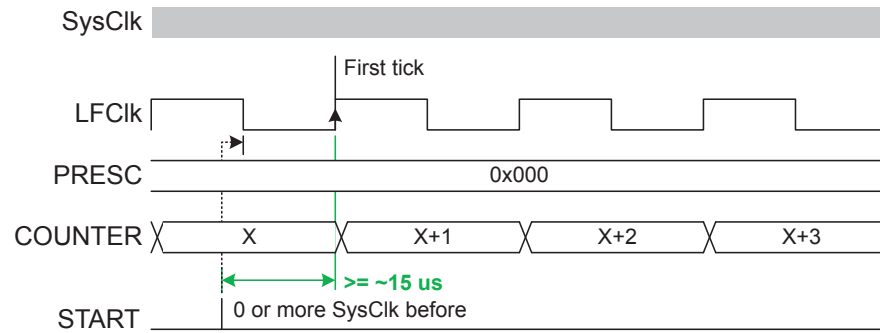 SysClk
First tick
LFClk
PRESC 0x000
COUNTER X X+1 X+2 X+3
>= ~15 us
START 0 or more SysClk before